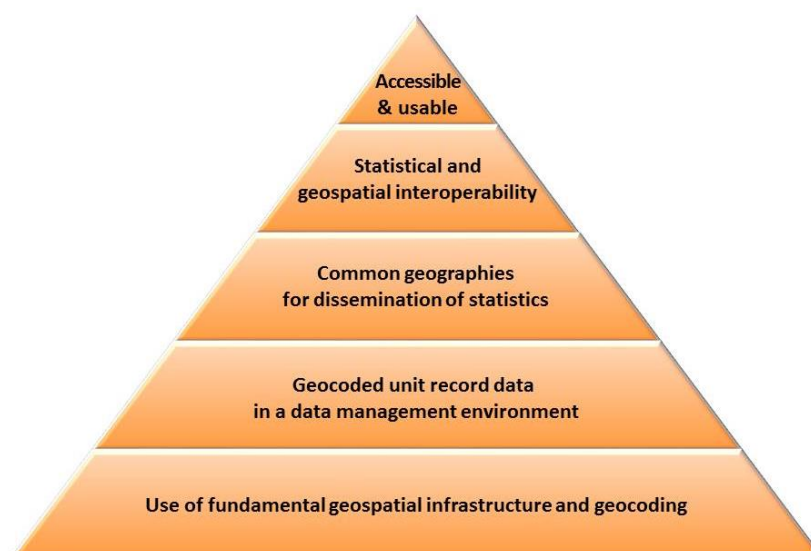 Accessible
& usable
Statistical and
geospatial interoperability
Common geographies
for dissemination of statistics
Geocoded unit record data
in a data management environment
Use of fundamental geospatial infrastructure and geocoding